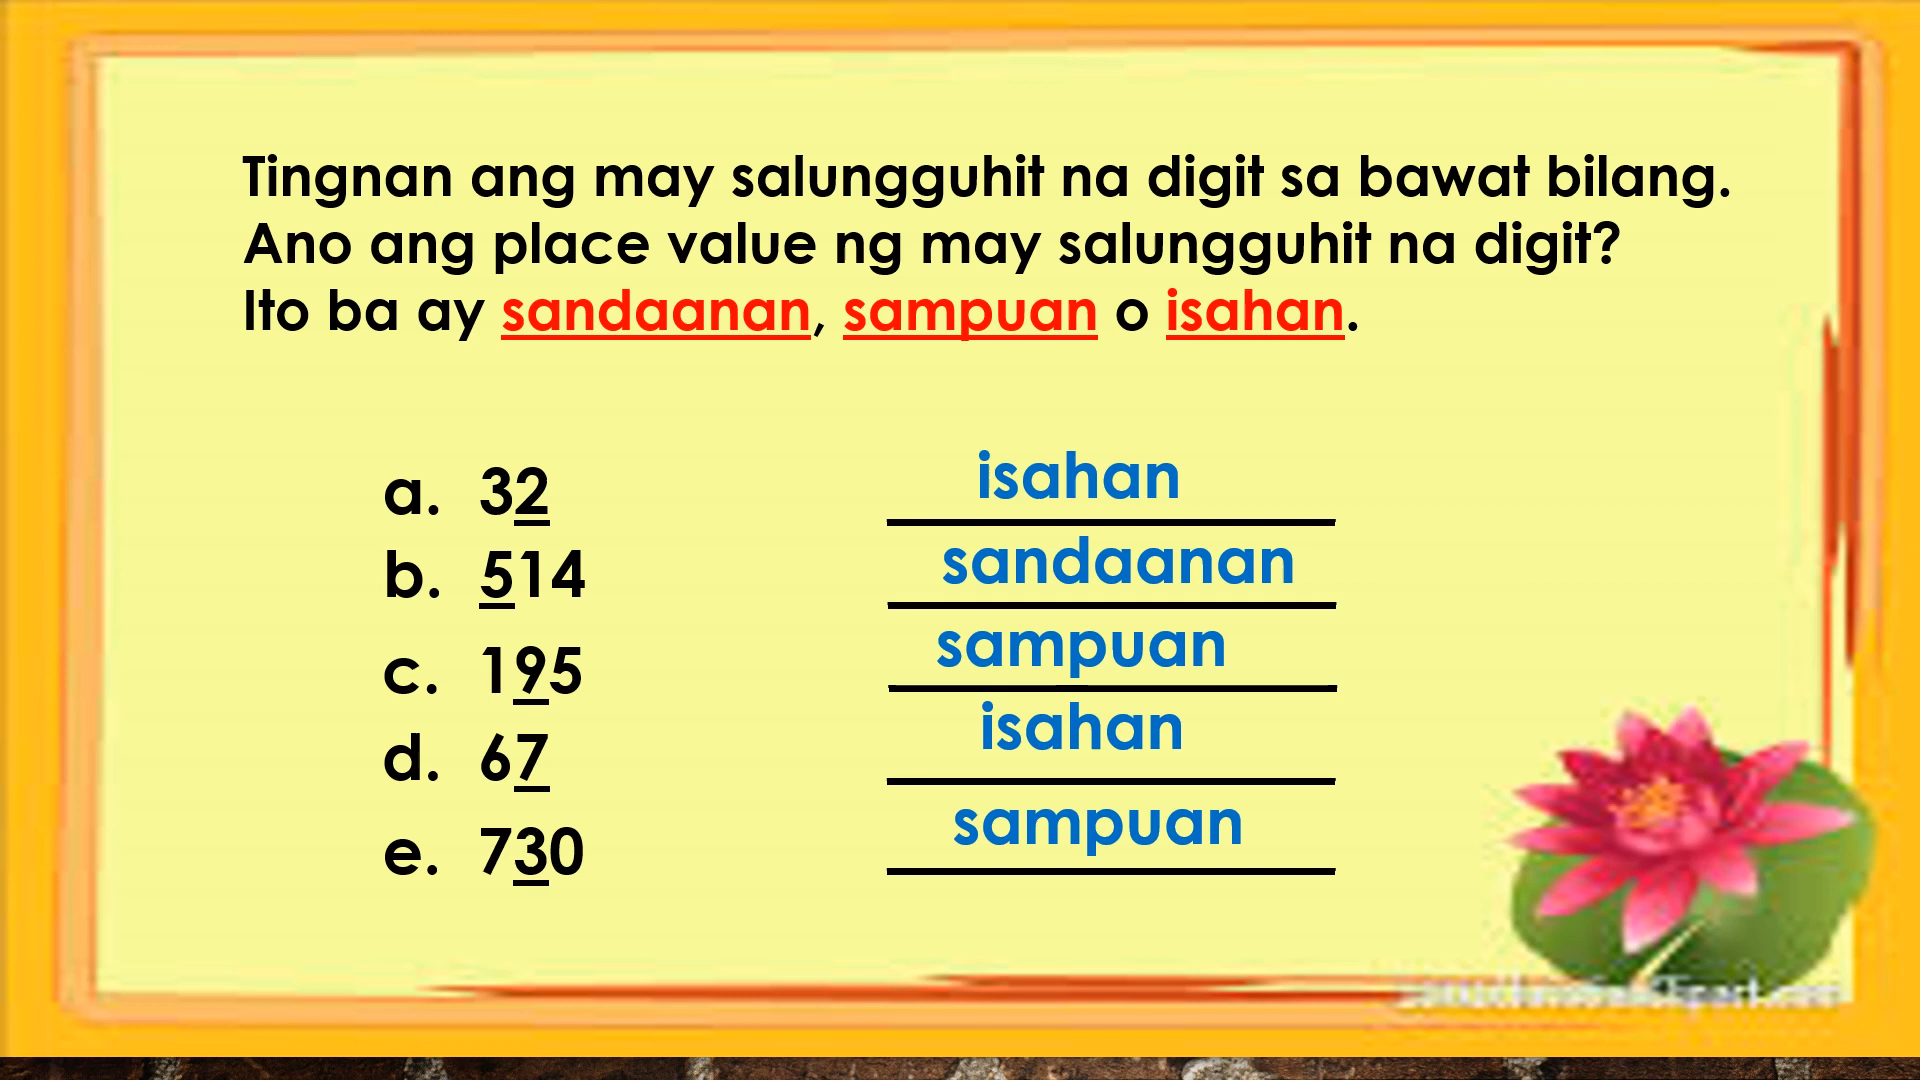 Tingnan ang may salungguhit na digit sa bawat bilang.
Ano ang place value ng may salungguhit na digit?
Ito ba ay sandaanan, sampuan o isahan.
a. 32 isahan
b. 514 sandaanan
c. 195 sampuan
d. 67 isahan
e. 730 sampuan